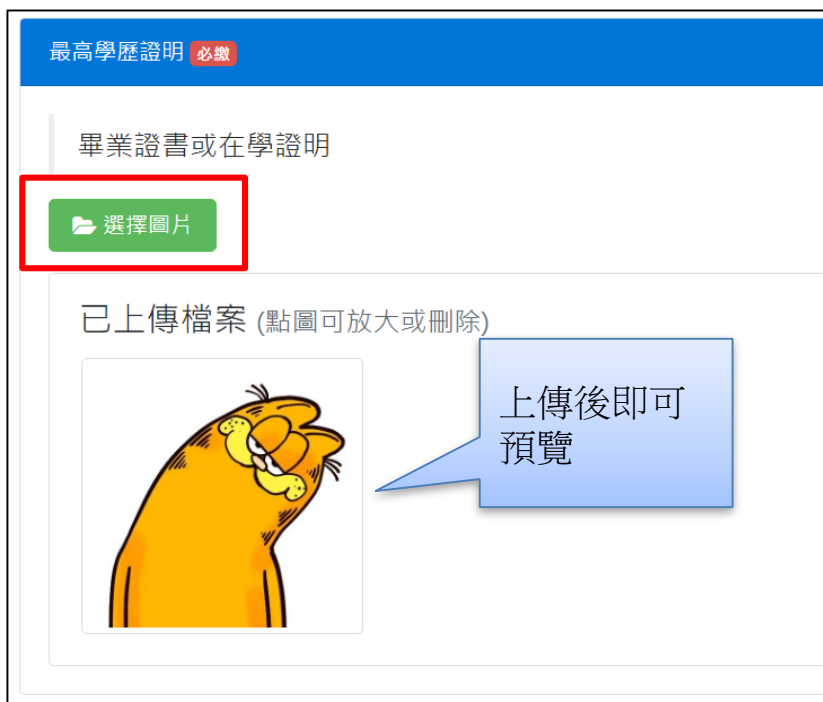 最高學歷證明 必繳
畢業證書或在學證明
選擇圖片
已上傳檔案 (點圖可放大或刪除)
上傳後即可
預覽